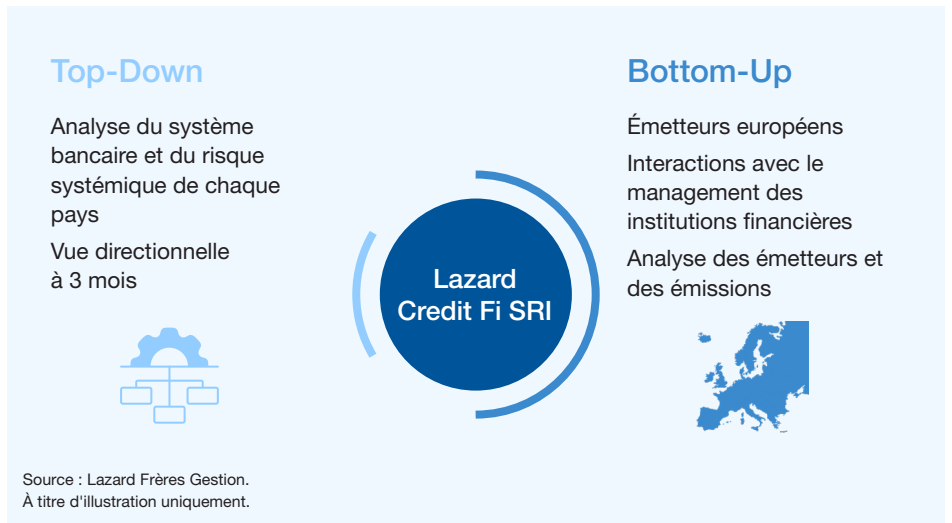 Top-Down
Analyse du système
bancaire et du risque
systémique de chaque
pays
Vue directionnelle
à 3 mois
Lazard
Credit Fi SRI
Bottom-Up
Émetteurs européens
Interactions avec le
management des
institutions financières
Analyse des émetteurs et
des émissions
Source : Lazard Frères Gestion.
À titre d'illustration uniquement.